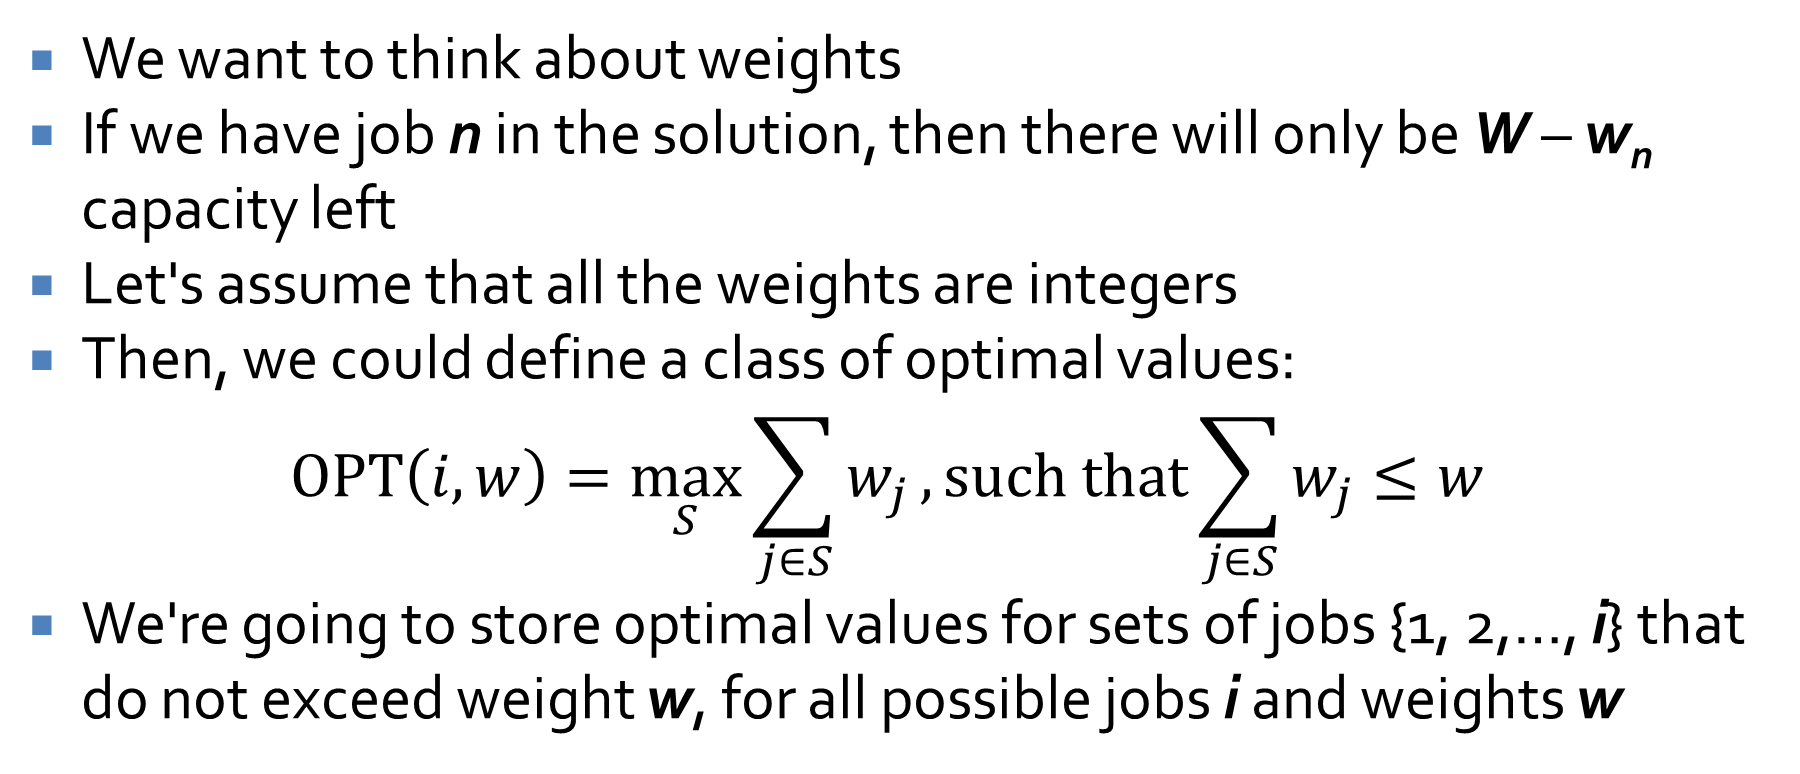 ▪ We want to think about weights
▪ If we have job n in the solution, then there will only be W – wₙ
capacity left
▪ Let's assume that all the weights are integers
▪ Then, we could define a class of optimal values:
OPT(i, w) = max_S ∑_{j∈S} w_j , such that ∑_{j∈S} w_j ≤ w
▪ We're going to store optimal values for sets of jobs {1, 2,…, i} that
do not exceed weight w, for all possible jobs i and weights w